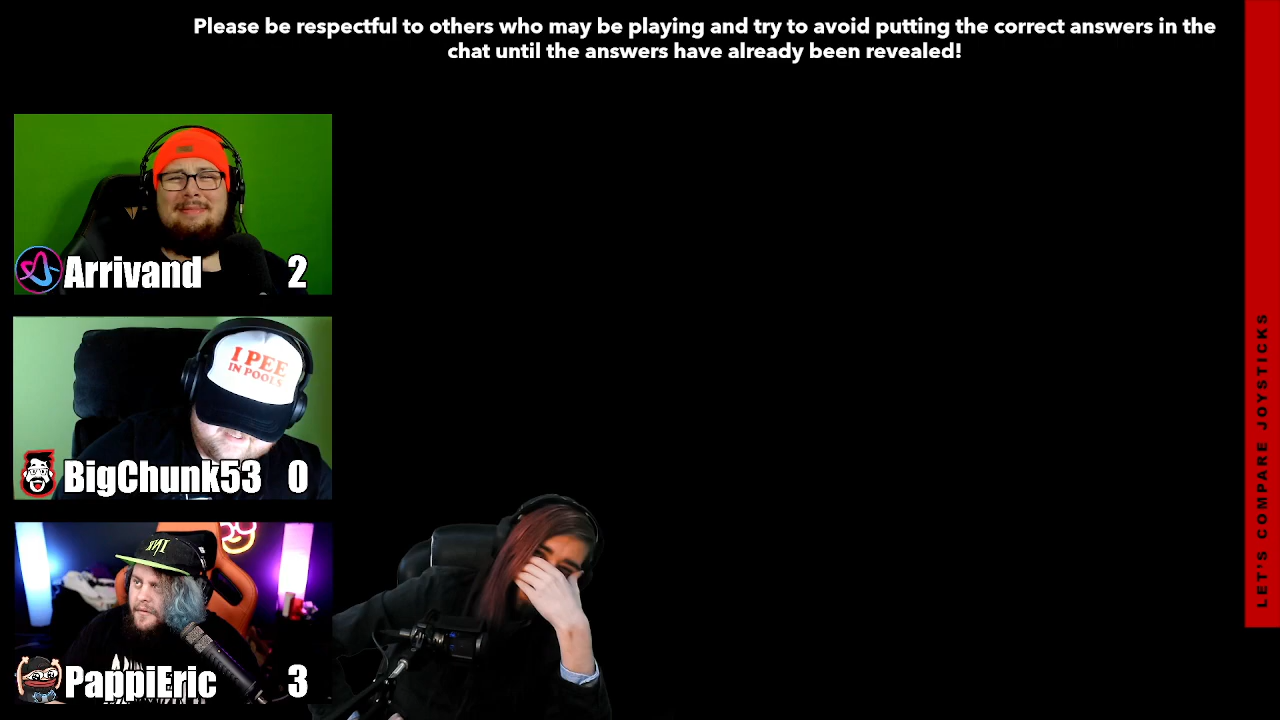 Please be respectful to others who may be playing and try to avoid putting the correct answers in the
chat until the answers have already been revealed!
Arrivand 2
I PEE
IN POOLS
BigChunk53 0
PappiEric 3
LET'S COMPARE JOYSTICKS